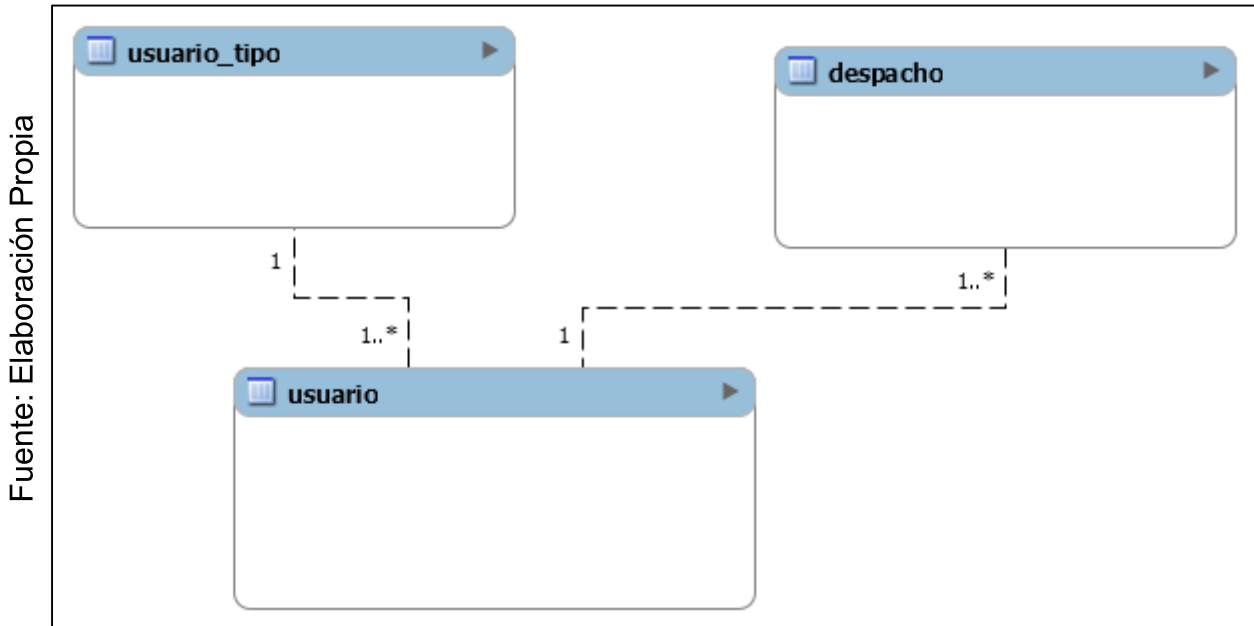 Fuente: Elaboración Propia
usuario_tipo
despacho
1
1..*
1..*
1
usuario